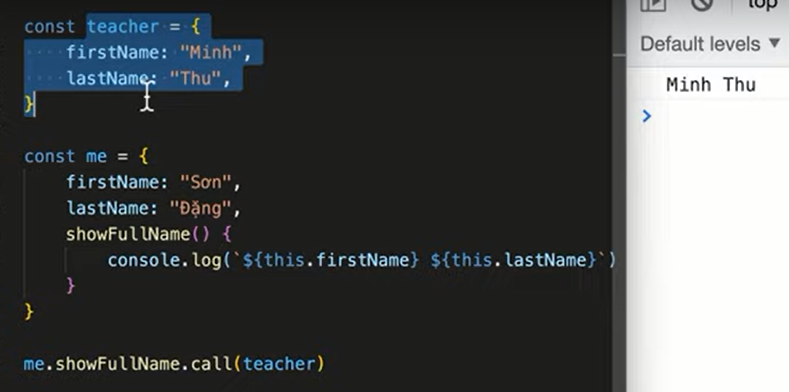 const teacher = {
    firstName: "Minh",
    lastName: "Thu",
}
const me = {
    firstName: "Sơn",
    lastName: "Đặng",
    showFullName() {
        console.log(`${this.firstName} ${this.lastName}`)
    }
}
me.showFullName.call(teacher)
top
Default levels ▼
Minh Thu
>